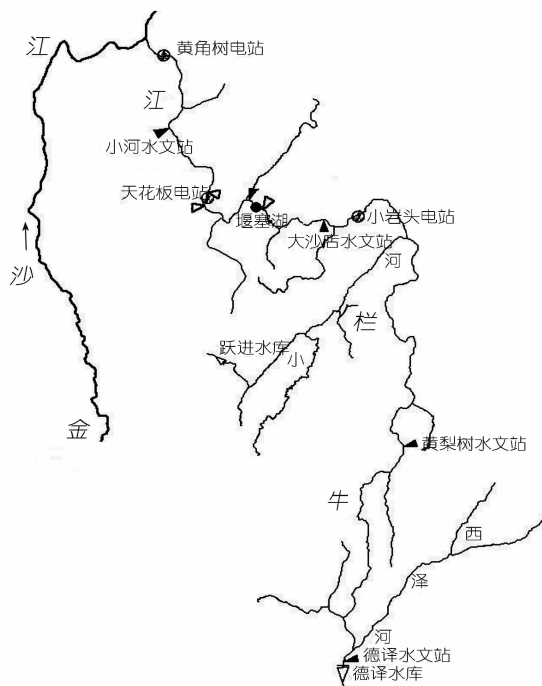 黄角树电站
江
江
小河水文站
天花板电站
堰塞湖
小岩头电站
大沙店水文站
河
沙
栏
跃进水库
小
金
黄梨树水文站
牛
西
泽
河
德译水文站
德译水库